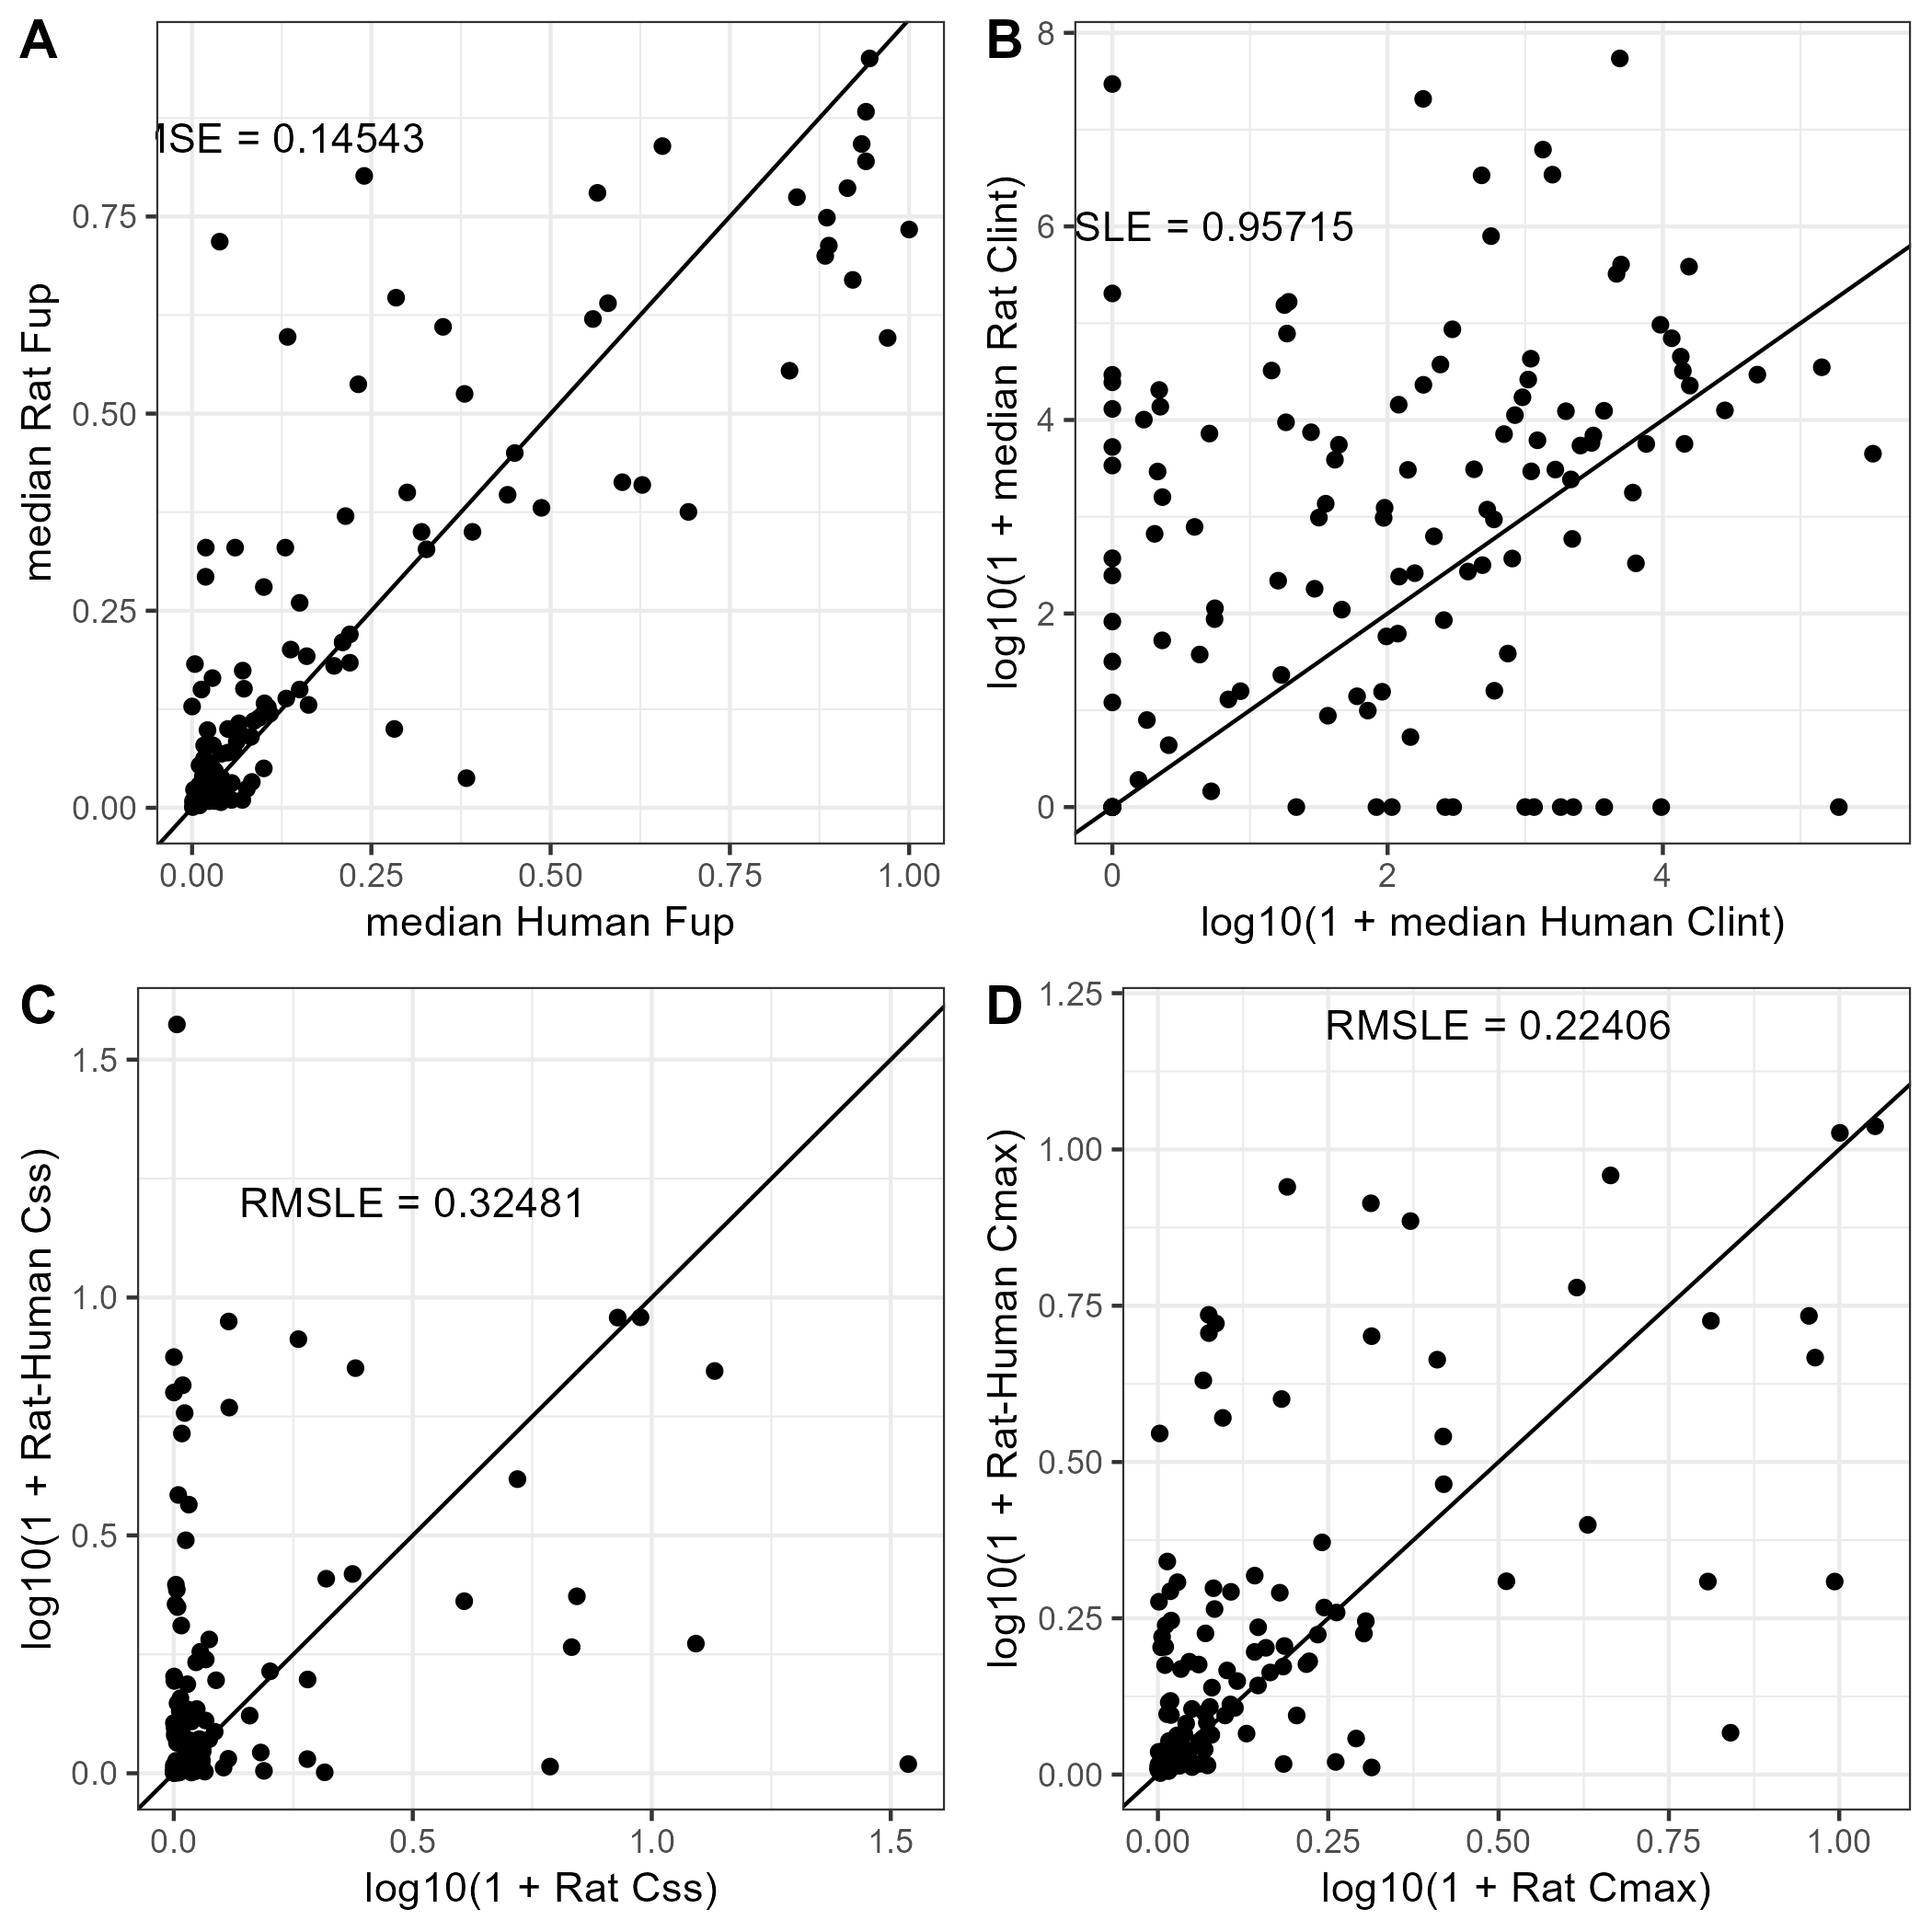 A
MSE = 0.14543
0.75
0.50
0.25
0.00
median Rat Fup
0.00 0.25 0.50 0.75 1.00
median Human Fup
B
8
SLE = 0.95715
6
4
2
0
log10(1 + median Rat Clint)
0 2 4
log10(1 + median Human Clint)
C
RMSLE = 0.32481
1.5
1.0
0.5
0.0
log10(1 + Rat-Human Css)
0.0 0.5 1.0 1.5
log10(1 + Rat Css)
D
1.25
RMSLE = 0.22406
1.00
0.75
0.50
0.25
0.00
log10(1 + Rat-Human Cmax)
0.00 0.25 0.50 0.75 1.00
log10(1 + Rat Cmax)